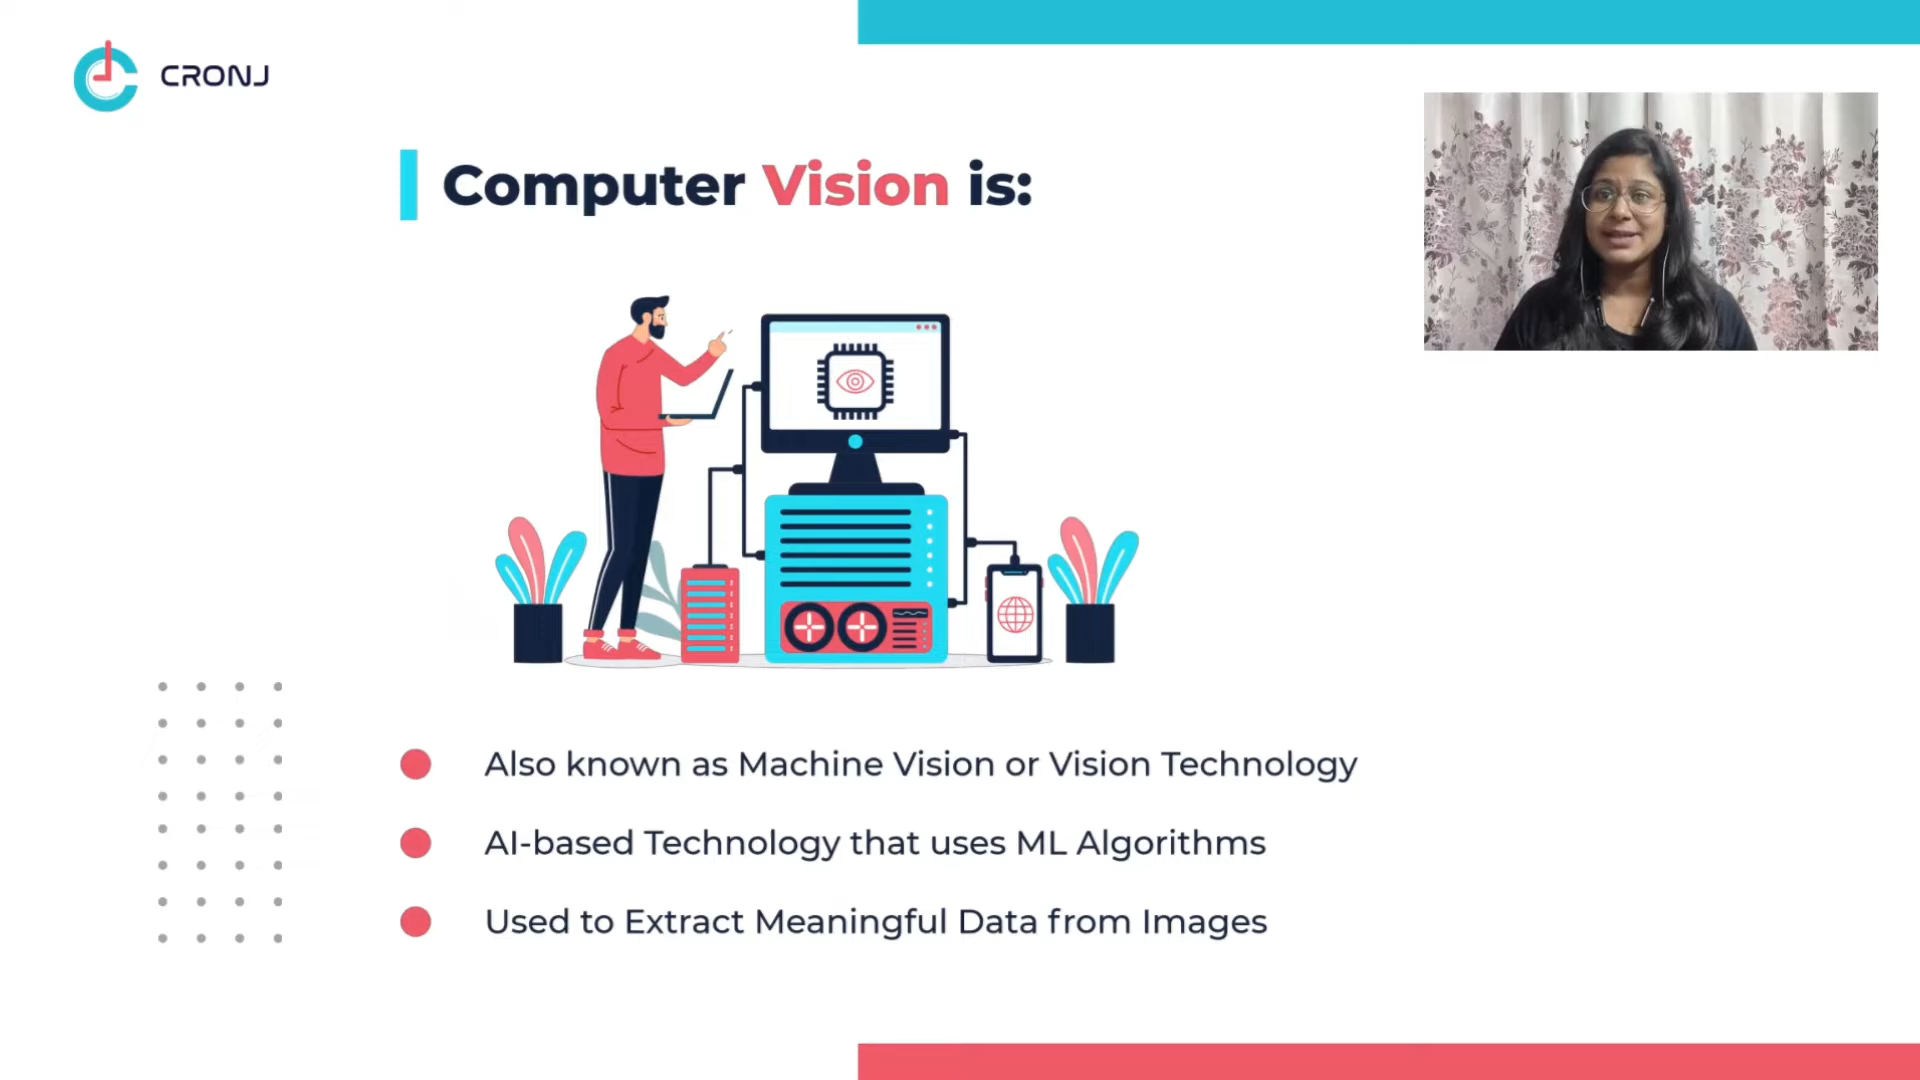 CRONJ
Computer Vision is:
Also known as Machine Vision or Vision Technology
AI-based Technology that uses ML Algorithms
Used to Extract Meaningful Data from Images